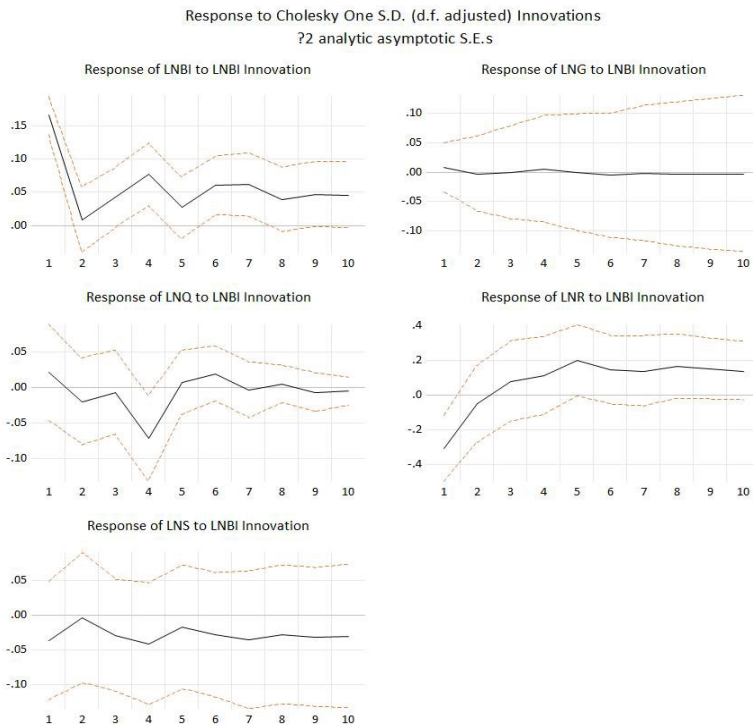 Response to Cholesky One S.D. (d.f. adjusted) Innovations
?2 analytic asymptotic S.E.s
Response of LNBI to LNBI Innovation
.15
.10
.05
.00
1 2 3 4 5 6 7 8 9 10
Response of LNG to LNBI Innovation
.10
.05
.00
-.05
-.10
1 2 3 4 5 6 7 8 9 10
Response of LNQ to LNBI Innovation
.05
.00
-.05
-.10
1 2 3 4 5 6 7 8 9 10
Response of LNR to LNBI Innovation
.4
.2
.0
-.2
-.4
1 2 3 4 5 6 7 8 9 10
Response of LNS to LNBI Innovation
.05
.00
-.05
-.10
1 2 3 4 5 6 7 8 9 10